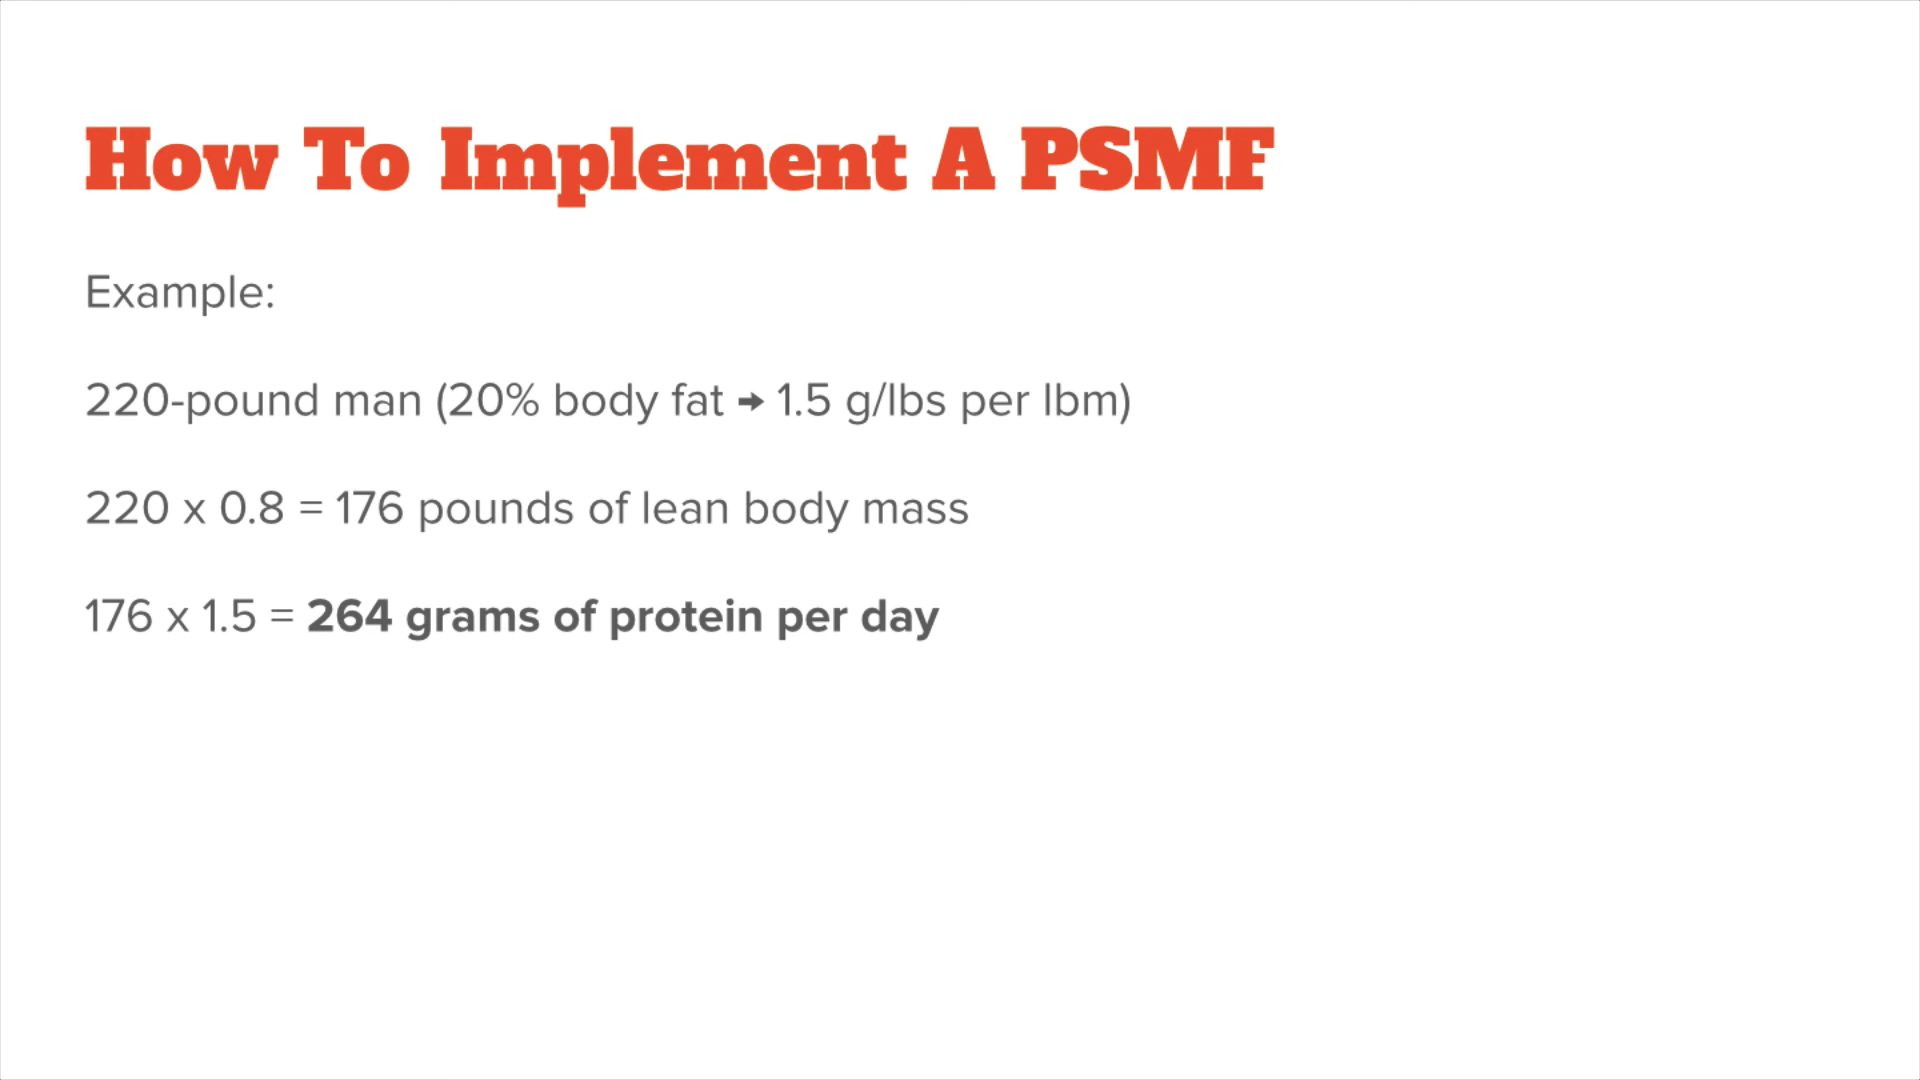 How To Implement A PSMF
Example:
220-pound man (20% body fat → 1.5 g/lbs per lbm)
220 x 0.8 = 176 pounds of lean body mass
176 x 1.5 = 264 grams of protein per day